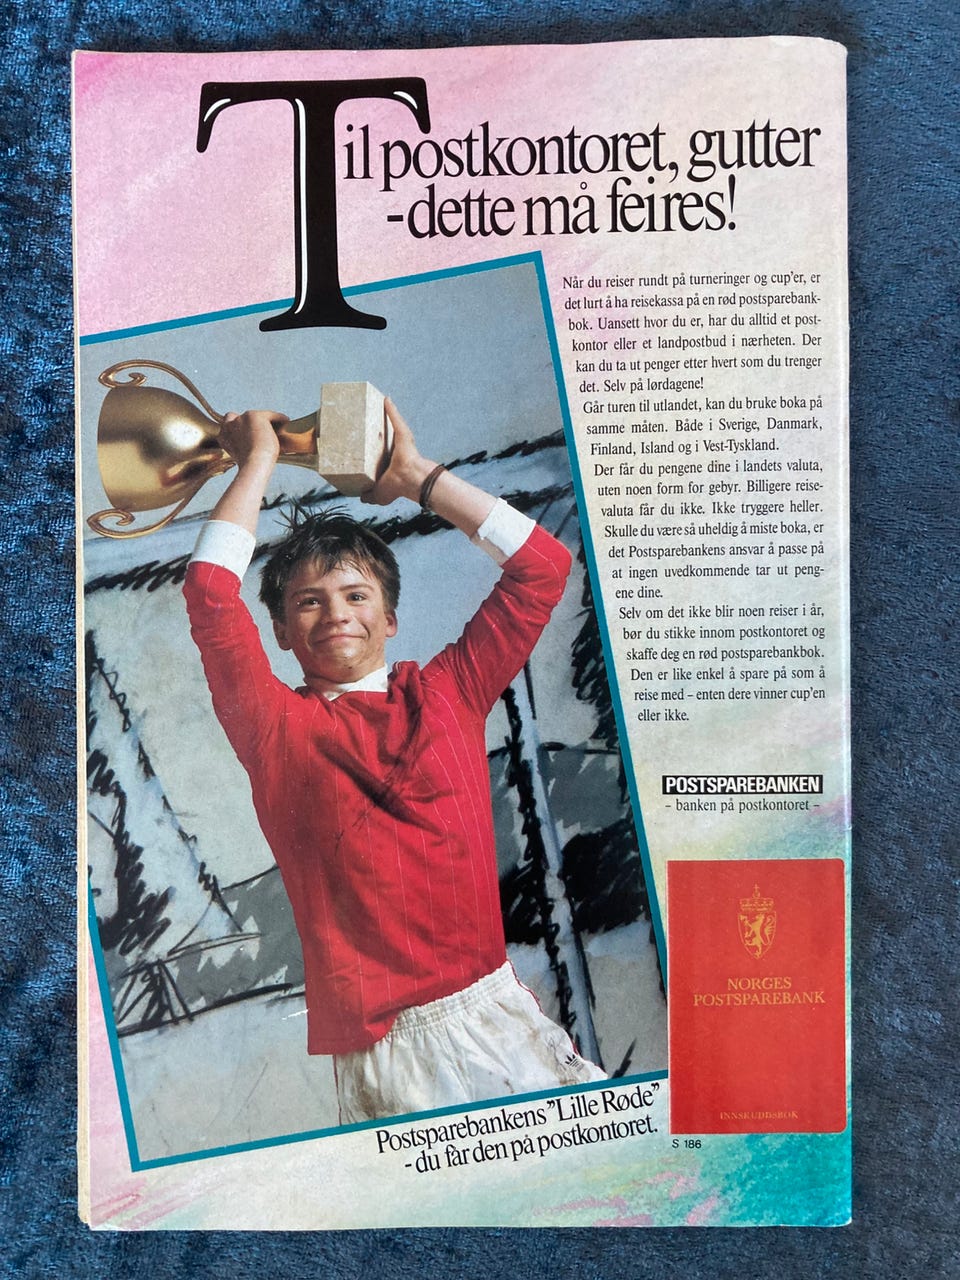 Til postkontoret, gutter
-dette må feires!
Når du reiser rundt på turneringer og cup'er, er
det lurt å ha reisekassa på en rød postsparebank-
bok. Uansett hvor du er, har du alltid et post-
kontor eller et landpostbud i nærheten. Der
kan du ta ut penger etter hvert som du trenger
det. Selv på lørdagene!
Går turen til utlandet, kan du bruke boka på
samme måten. Både i Sverige, Danmark,
Finland, Island og i Vest-Tyskland.
Der får du pengene dine i landets valuta,
uten noen form for gebyr. Billigere reise-
valuta får du ikke. Ikke tryggere heller.
Skulle du være så uheldig å miste boka, er
det Postsparebankens ansvar å passe på
at ingen uvedkommende tar ut peng-
ene dine.
Selv om det ikke blir noen reiser i år,
bør du stikke innom postkontoret og
skaffe deg en rød postsparebankbok.
Den er like enkel å spare på som å
reise med – enten dere vinner cup'en
eller ikke.
POSTSPAREBANKEN
– banken på postkontoret –
NORGES
POSTSPAREBANK
INNSKUDDSBOK
Postsparebankens "Lille Røde"
- du får den på postkontoret.
S 186